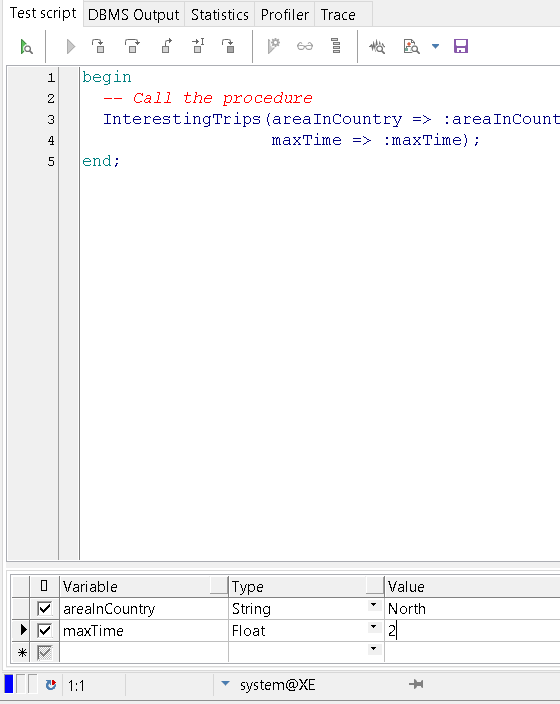 Test script DBMS Output Statistics Profiler Trace
1 begin
2 -- Call the procedure
3 InterestingTrips(areaInCountry => :areaInCount
4 maxTime => :maxTime);
5 end;
Variable Type Value
areaInCountry String North
maxTime Float 2
1:1 system@XE